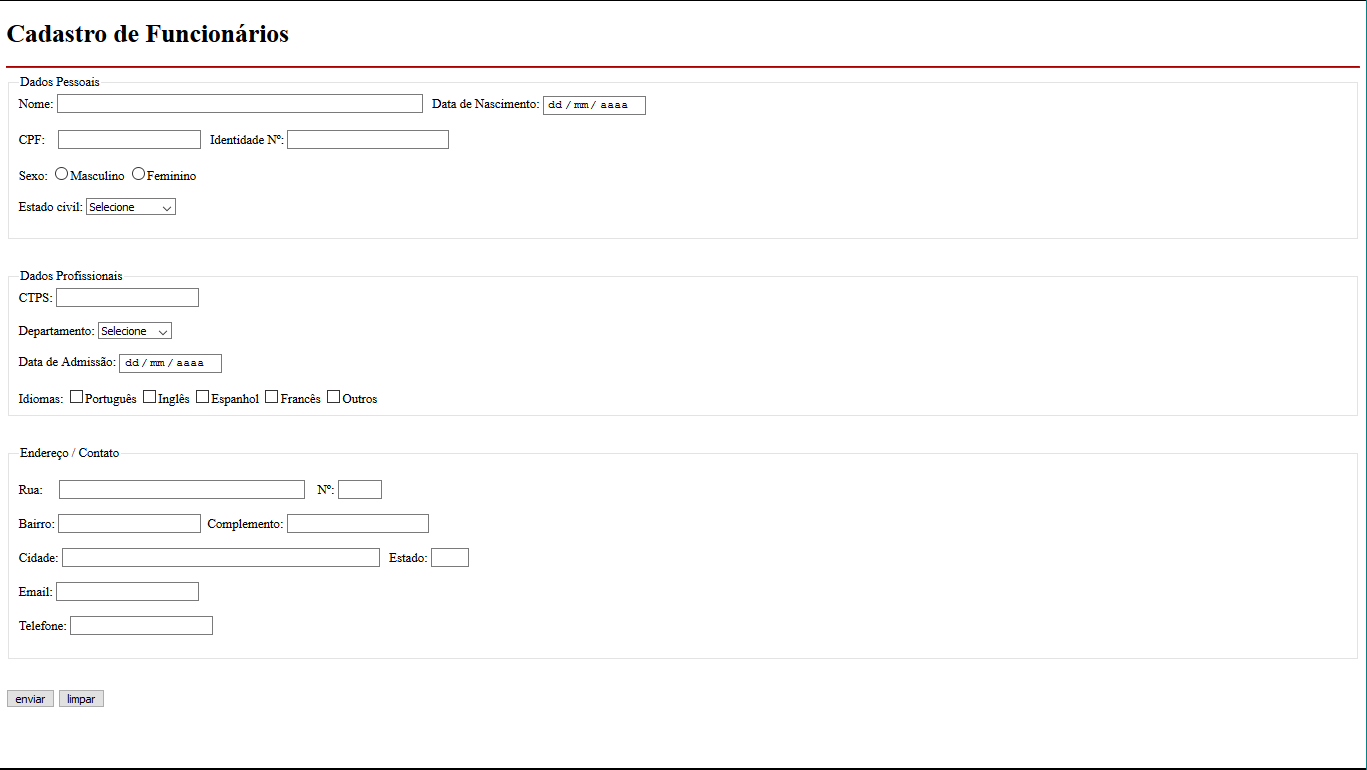 Cadastro de Funcionários
Dados Pessoais
Nome: Data de Nascimento: dd / mm / aaaa
CPF: Identidade Nº:
Sexo: Masculino Feminino
Estado civil: Selecione
Dados Profissionais
CTPS:
Departamento: Selecione
Data de Admissão: dd / mm / aaaa
Idiomas: Português Inglês Espanhol Francês Outros
Endereço / Contato
Rua: Nº:
Bairro: Complemento:
Cidade: Estado:
Email:
Telefone:
enviar limpar